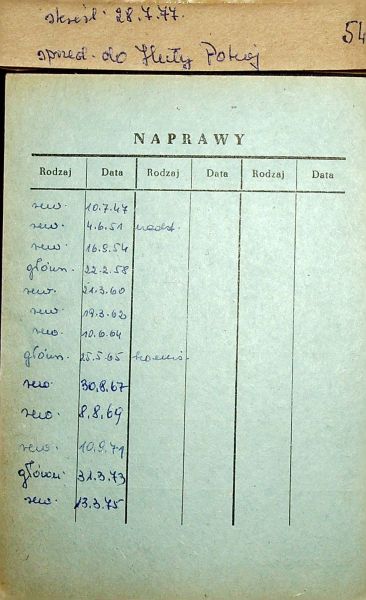 skreśl. 28.7.77.
54
sprzed. do Huty Pokój
NAPRAWY
Rodzaj Data Rodzaj Data Rodzaj Data
rew. 10.7.47
rew. 4.6.51
rew. 16.9.54
główn. 22.2.58
rew. 21.3.60
rew. 19.3.62
rew. 10.6.64
główn. 25.5.65
rew. 30.8.67
rew. 8.8.69
rew. 10.9.71
główn. 31.3.73
rew. 13.3.75